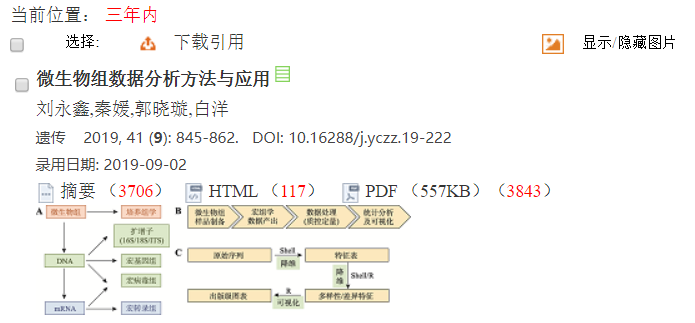 当前位置： 三年内
选择: 下载引用 显示/隐藏图片
微生物组数据分析方法与应用
刘永鑫,秦媛,郭晓璇,白洋
遗传 2019, 41 (9): 845-862. DOI: 10.16288/j.yczz.19-222
录用日期: 2019-09-02
摘要（3706） HTML（117） PDF（557KB）（3843）
A 微生物组 培养组学
扩增子
(16S/18S/ITS)
DNA 宏基因组
宏病毒组
mRNA 宏转录组
B 微生物组
样品制备
宏组学
数据产出
数据处理
(质控定量)
统计分析
及可视化
C 原始序列 Shell
降维 特征表
降
维 Shell/R
出版级图表 R
可视化 多样性/差异特征